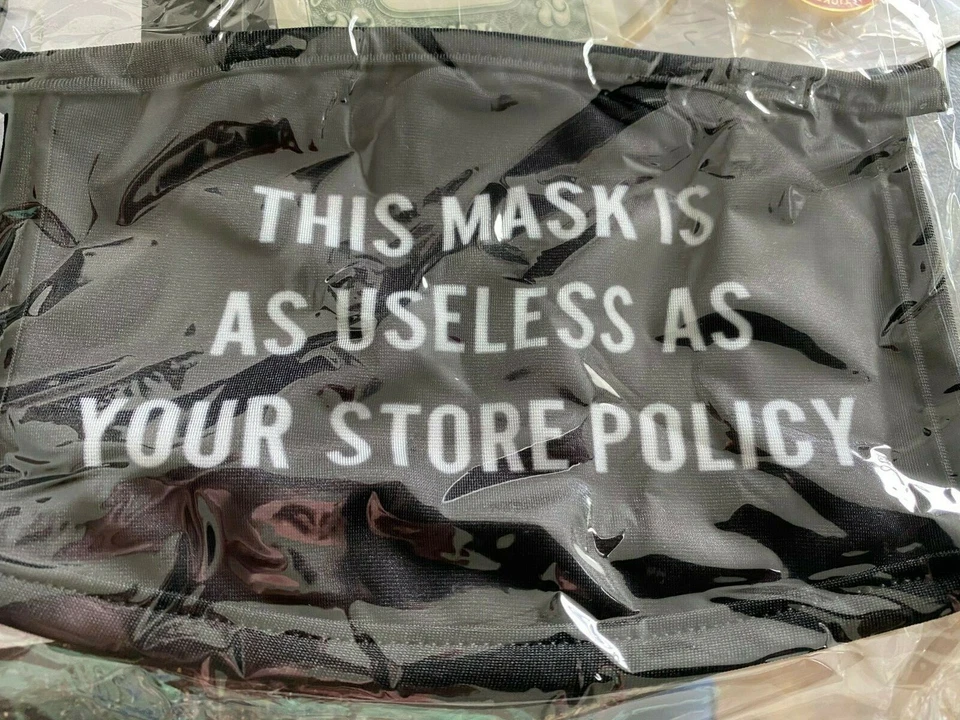 THIS MASK IS
AS USELESS AS
YOUR STORE POLICY